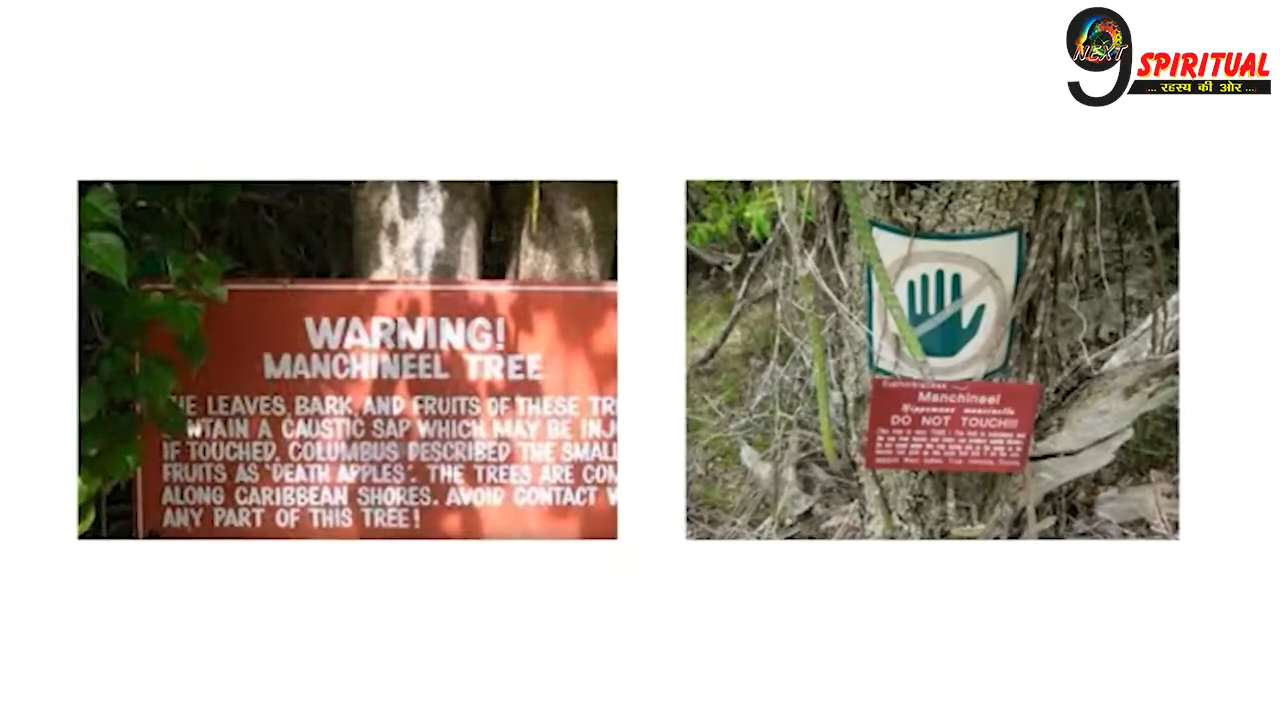 NEXT
9 SPIRITUAL
... रहस्य की ओर ...
WARNING!
MANCHINEEL TREE
HE LEAVES, BARK, AND FRUITS OF THESE TR
NTAIN A CAUSTIC SAP WHICH MAY BE INJ
IF TOUCHED. COLUMBUS DESCRIBED THE SMALL
FRUITS AS "DEATH APPLES". THE TREES ARE COM
ALONG CARIBBEAN SHORES. AVOID CONTACT W
ANY PART OF THIS TREE!
Manchineel
DO NOT TOUCH!!!